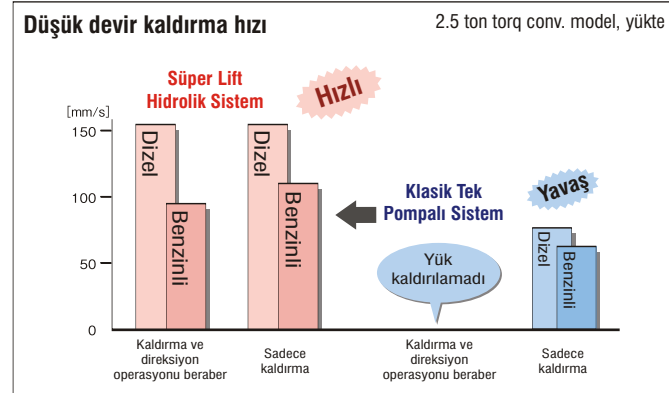 Düşük devir kaldırma hızı
2.5 ton torq conv. model, yükte
Süper Lift
Hidrolik Sistem
Hızlı
[mm/s]
150
100
50
0
Dizel
Benzinli
Dizel
Benzinli
Klasik Tek
Pompalı Sistem
Yavaş
Yük
kaldırılamadı
Dizel
Benzinli
Kaldırma ve
direksiyon
operasyonu beraber
Sadece
kaldırma
Kaldırma ve
direksiyon
operasyonu beraber
Sadece
kaldırma